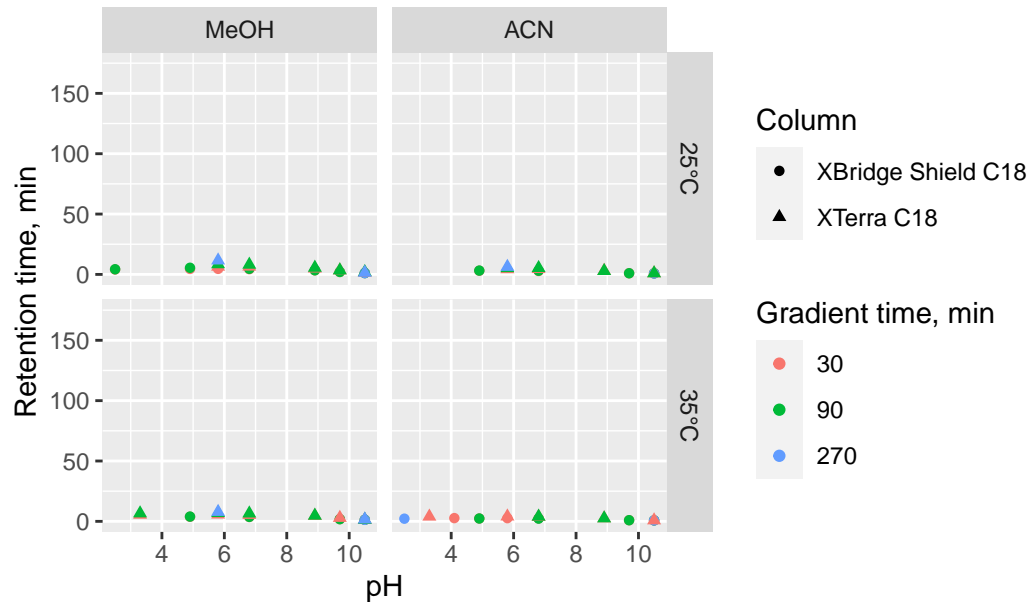 MeOH
ACN
150
100
50
0
25°C
150
100
50
0
35°C
4 6 8 10
4 6 8 10
pH
Retention time, min
Column
XBridge Shield C18
XTerra C18
Gradient time, min
30
90
270